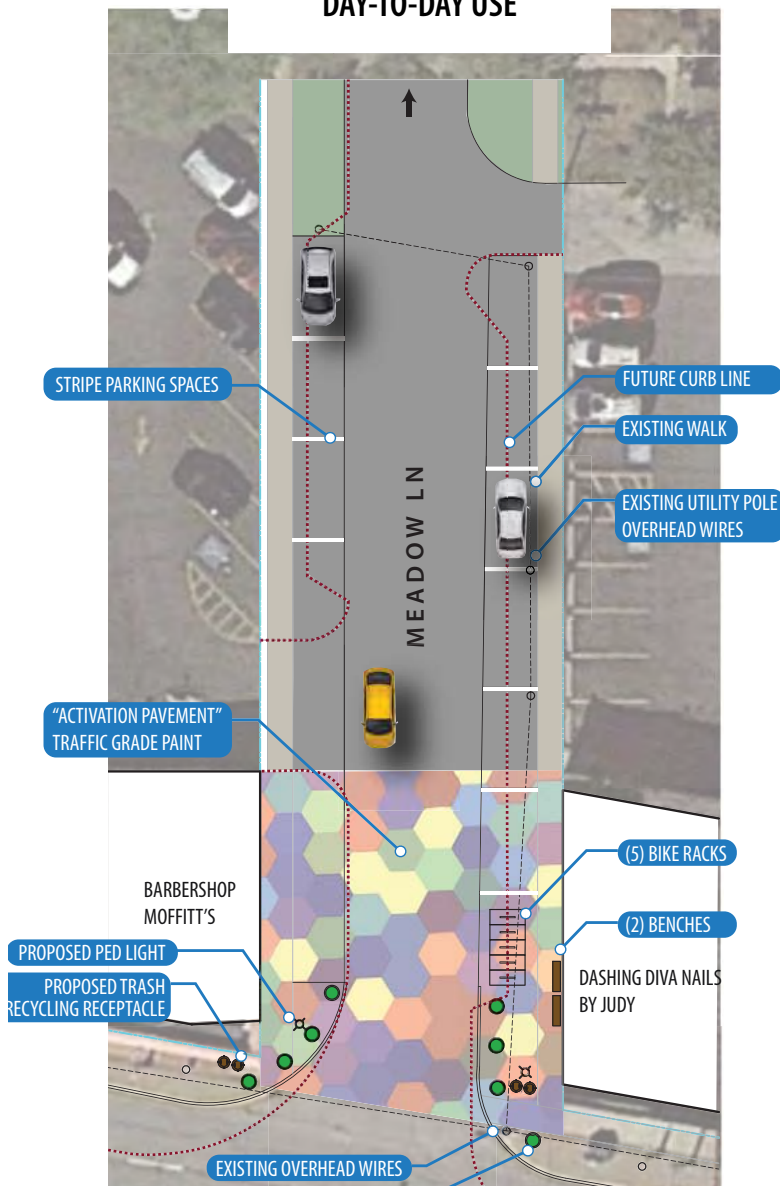 DAY-TO-DAY USE
STRIPE PARKING SPACES
FUTURE CURB LINE
EXISTING WALK
EXISTING UTILITY POLE
OVERHEAD WIRES
MEADOW LN
"ACTIVATION PAVEMENT"
TRAFFIC GRADE PAINT
(5) BIKE RACKS
BARBERSHOP
MOFFITT'S
(2) BENCHES
PROPOSED PED LIGHT
DASHING DIVA NAILS
BY JUDY
PROPOSED TRASH
RECYCLING RECEPTACLE
EXISTING OVERHEAD WIRES